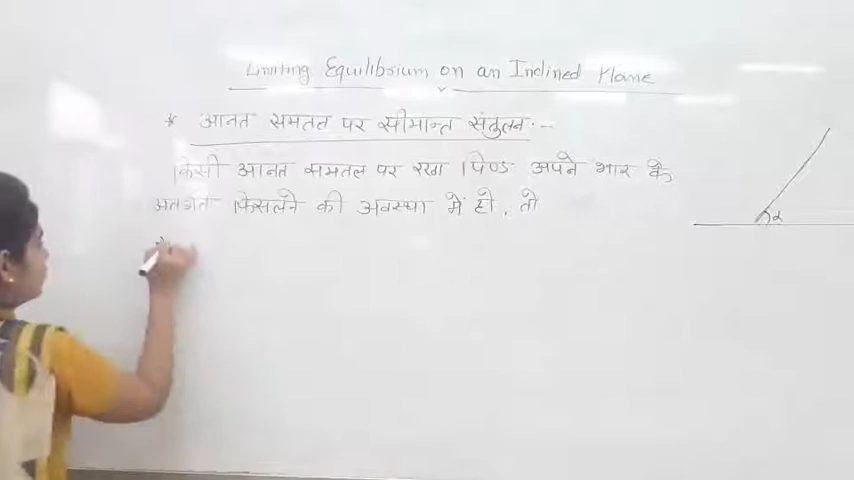 Limiting Equilibrium on an Inclined Plane
* आनत समतल पर सीमान्त संतुलन :-
किसी आनत समतल पर रखा पिण्ड अपने भार के
अंतर्गत फिसलने की अवस्था में हो, तो
α